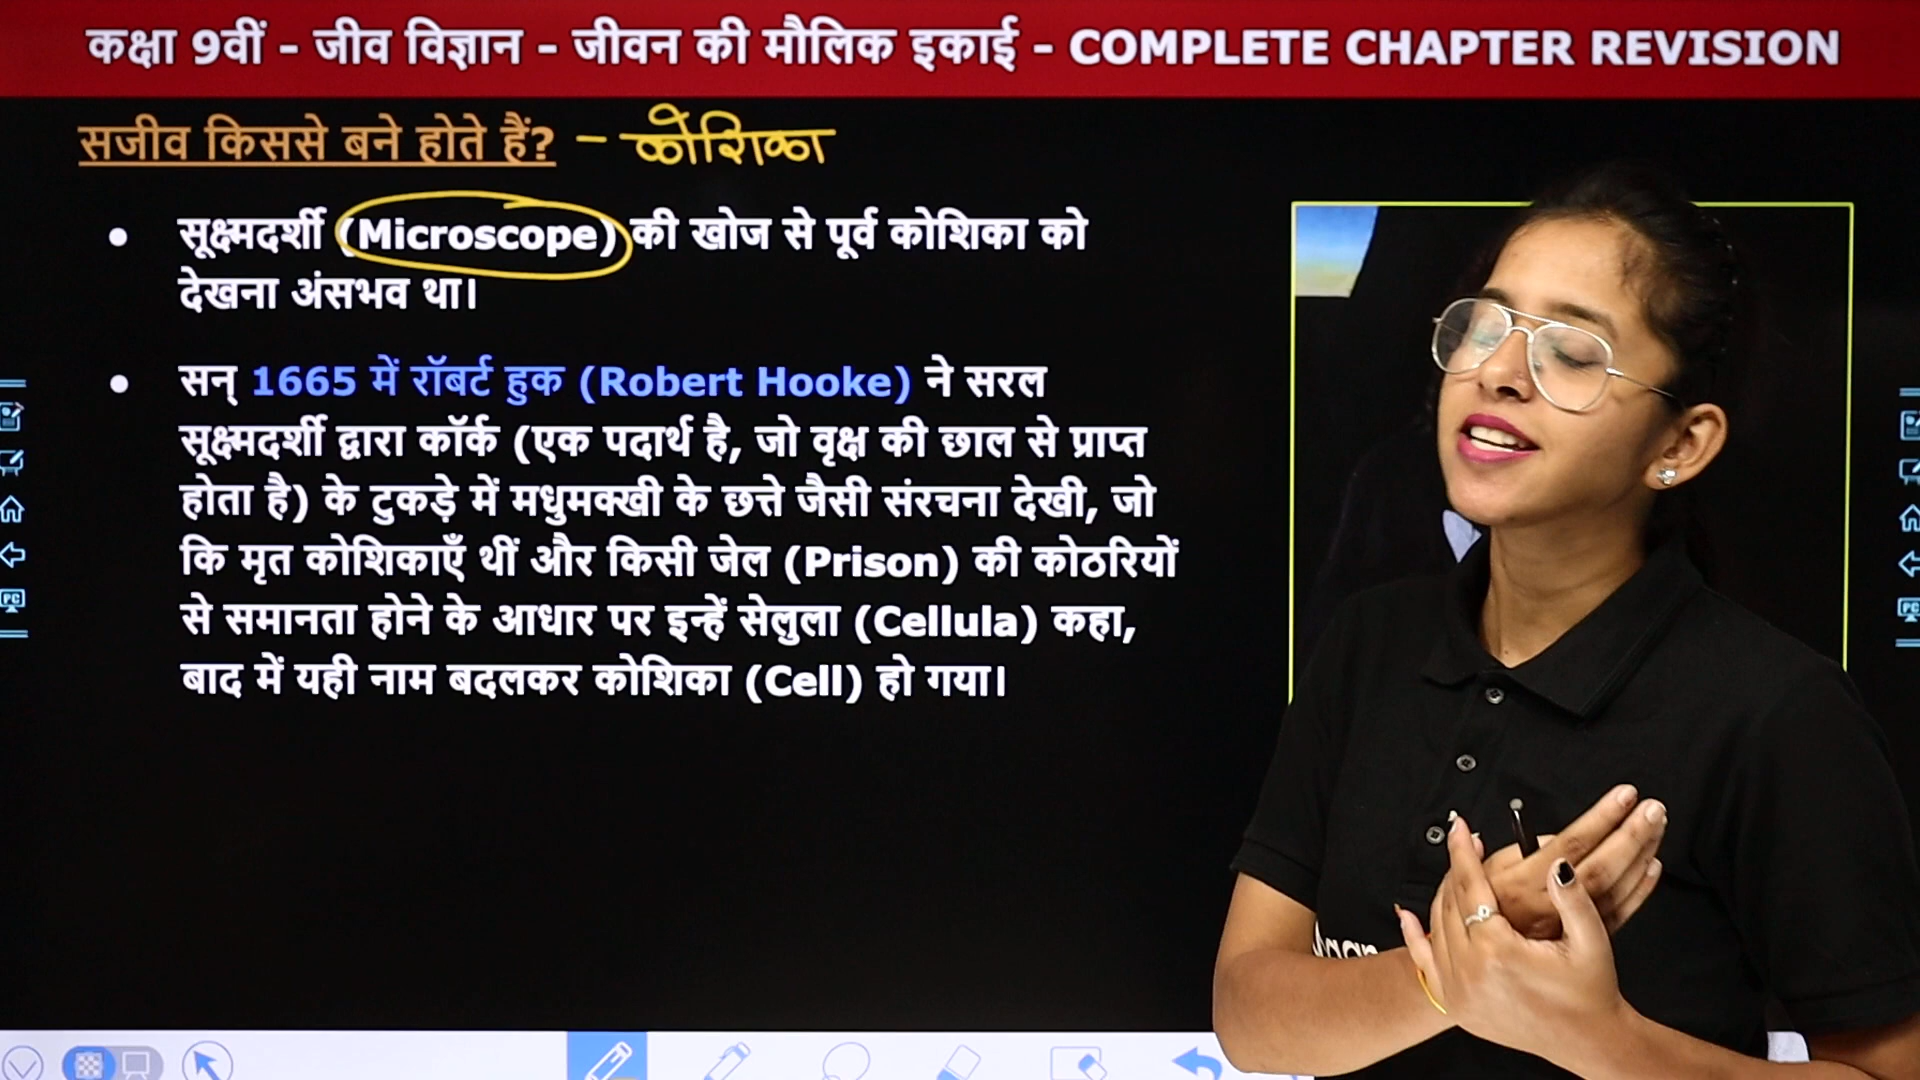 कक्षा 9वीं - जीव विज्ञान - जीवन की मौलिक इकाई - COMPLETE CHAPTER REVISION
सजीव किससे बने होते हैं? - कोशिका
सूक्ष्मदर्शी (Microscope) की खोज से पूर्व कोशिका को
देखना अंसभव था।
सन् 1665 में रॉबर्ट हुक (Robert Hooke) ने सरल
सूक्ष्मदर्शी द्वारा कॉर्क (एक पदार्थ है, जो वृक्ष की छाल से प्राप्त
होता है) के टुकड़े में मधुमक्खी के छत्ते जैसी संरचना देखी, जो
कि मृत कोशिकाएँ थीं और किसी जेल (Prison) की कोठरियों
से समानता होने के आधार पर इन्हें सेलुला (Cellula) कहा,
बाद में यही नाम बदलकर कोशिका (Cell) हो गया।
PC
PC